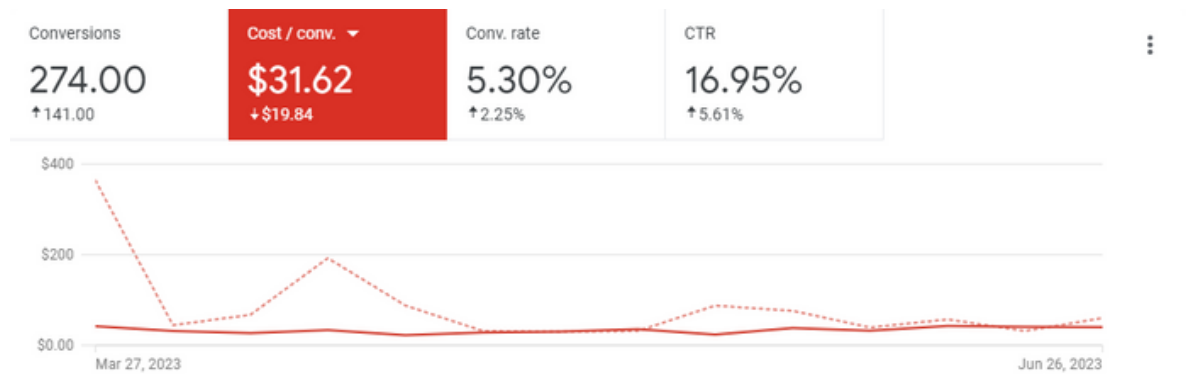 Conversions
274.00
↑141.00
Cost / conv.
$31.62
↓$19.84
Conv. rate
5.30%
↑2.25%
CTR
16.95%
↑5.61%
$400
$200
$0.00
Mar 27, 2023
Jun 26, 2023